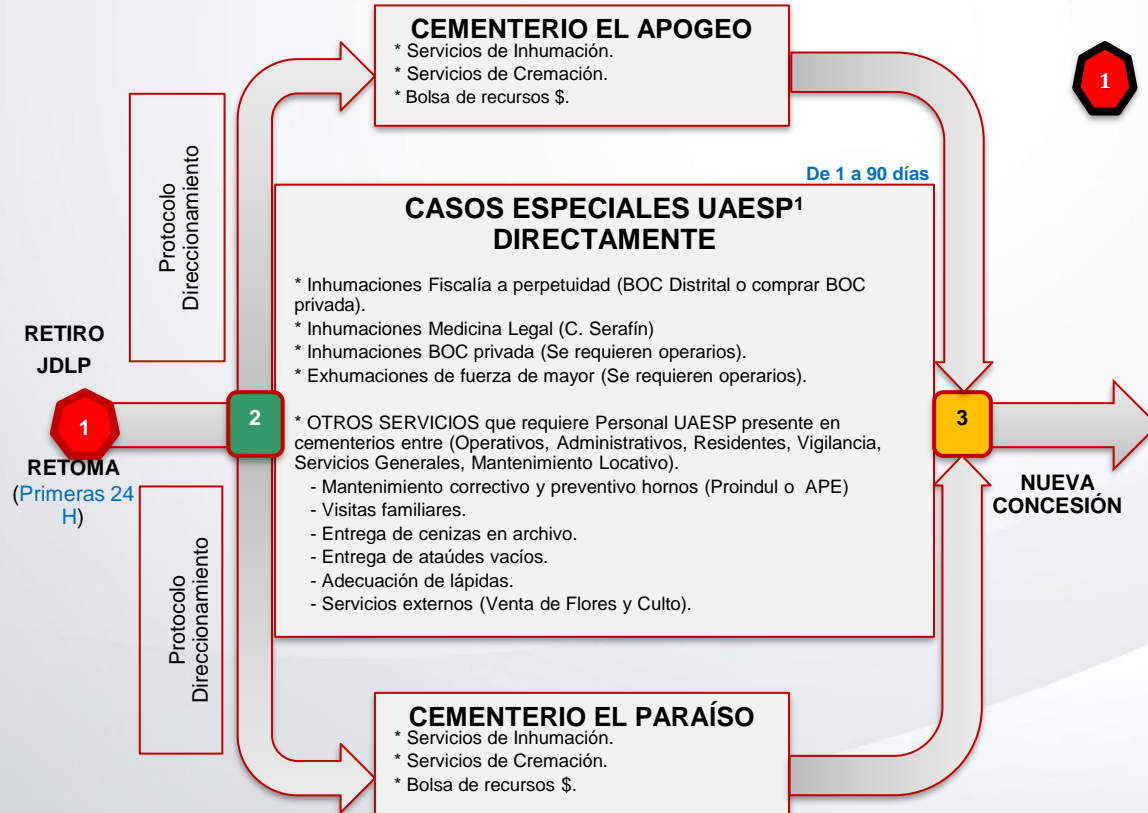 CEMENTERIO EL APOGEO
* Servicios de Inhumación.
* Servicios de Cremación.
* Bolsa de recursos $.
1
Protocolo
Direccionamiento
De 1 a 90 días
CASOS ESPECIALES UAESP¹
DIRECTAMENTE
* Inhumaciones Fiscalía a perpetuidad (BOC Distrital o comprar BOC
privada).
* Inhumaciones Medicina Legal (C. Serafín)
* Inhumaciones BOC privada (Se requieren operarios).
* Exhumaciones de fuerza de mayor (Se requieren operarios).
* OTROS SERVICIOS que requiere Personal UAESP presente en
cementerios entre (Operativos, Administrativos, Residentes, Vigilancia,
Servicios Generales, Mantenimiento Locativo).
- Mantenimiento correctivo y preventivo hornos (Proindul o APE)
- Visitas familiares.
- Entrega de cenizas en archivo.
- Entrega de ataúdes vacíos.
- Adecuación de lápidas.
- Servicios externos (Venta de Flores y Culto).
RETIRO
JDLP
1
RETOMA
(Primeras 24
H)
2
3
NUEVA
CONCESIÓN
Protocolo
Direccionamiento
CEMENTERIO EL PARAÍSO
* Servicios de Inhumación.
* Servicios de Cremación.
* Bolsa de recursos $.